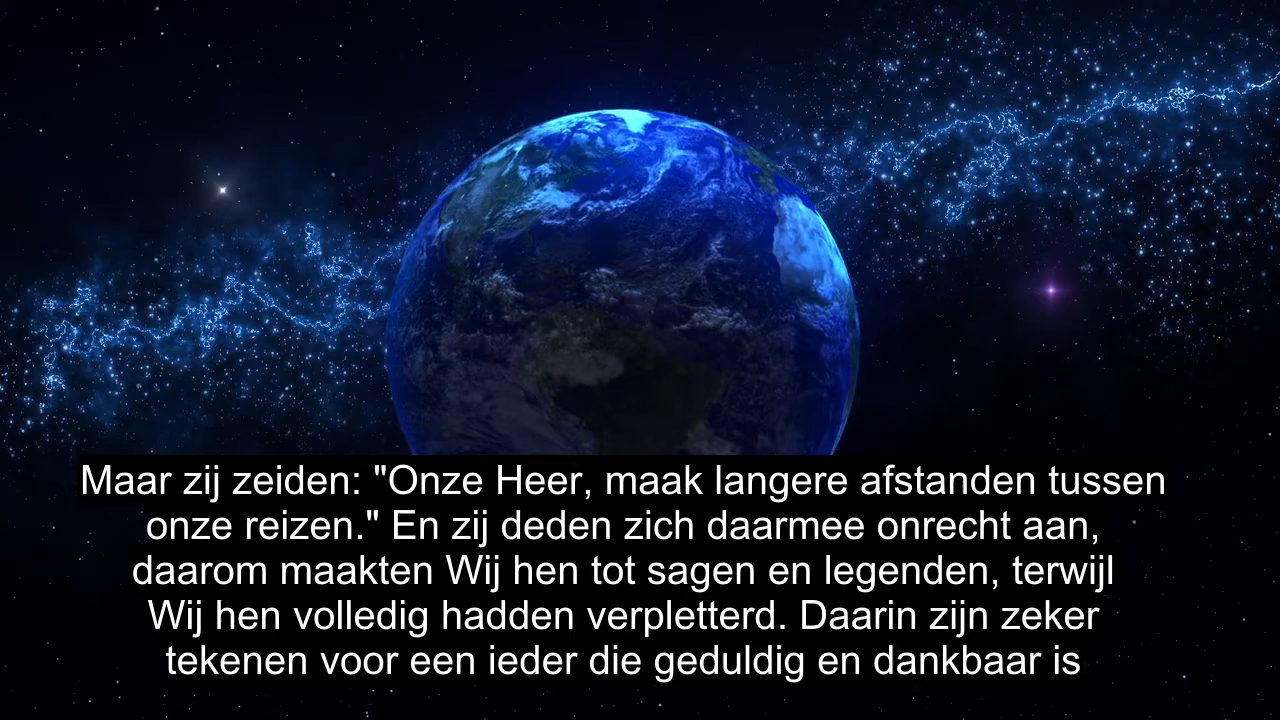 Maar zij zeiden: "Onze Heer, maak langere afstanden tussen
onze reizen." En zij deden zich daarmee onrecht aan,
daarom maakten Wij hen tot sagen en legenden, terwijl
Wij hen volledig hadden verpletterd. Daarin zijn zeker
tekenen voor een ieder die geduldig en dankbaar is